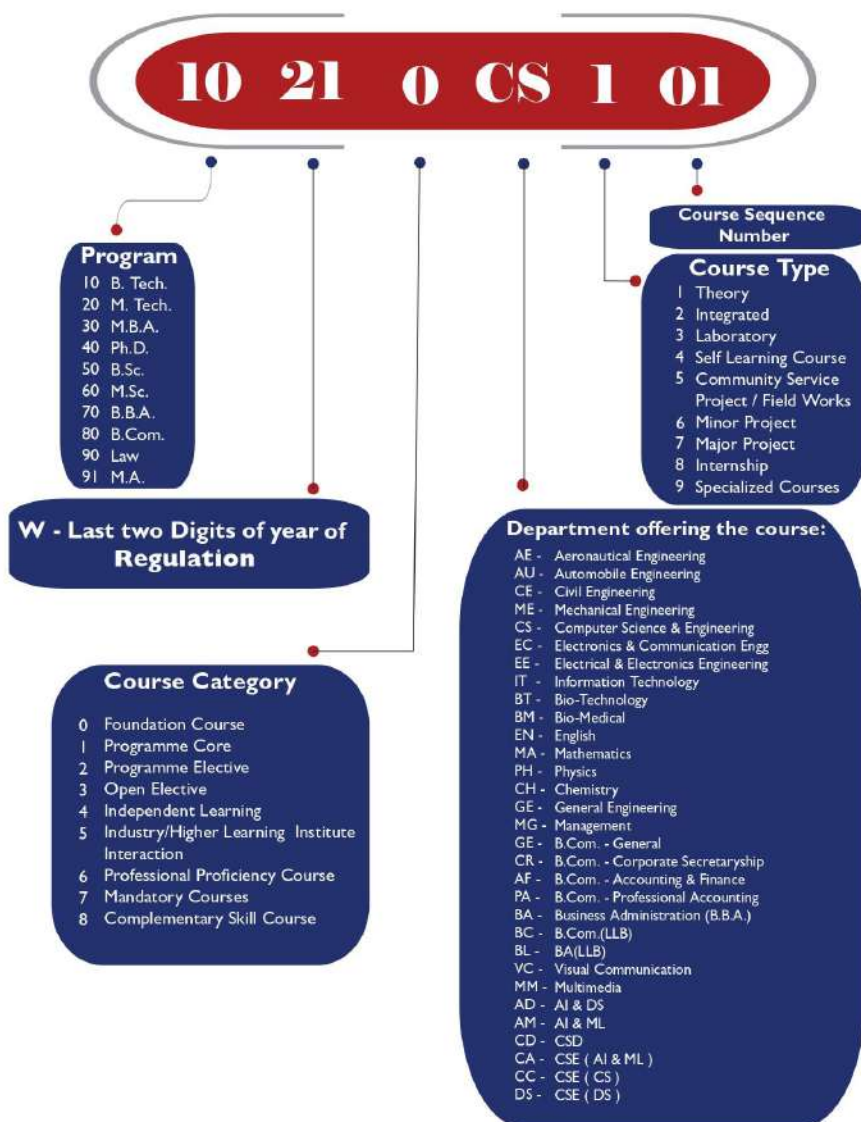 10 21 0 CS 1 01
Program
10 B. Tech.
20 M. Tech.
30 M.B.A.
40 Ph.D.
50 B.Sc.
60 M.Sc.
70 B.B.A.
80 B.Com.
90 Law
91 M.A.
W - Last two Digits of year of
Regulation
Course Category
0 Foundation Course
1 Programme Core
2 Programme Elective
3 Open Elective
4 Independent Learning
5 Industry/Higher Learning Institute
Interaction
6 Professional Proficiency Course
7 Mandatory Courses
8 Complementary Skill Course
Course Sequence
Number
Course Type
1 Theory
2 Integrated
3 Laboratory
4 Self Learning Course
5 Community Service
Project / Field Works
6 Minor Project
7 Major Project
8 Internship
9 Specialized Courses
Department offering the course:
AE - Aeronautical Engineering
AU - Automobile Engineering
CE - Civil Engineering
ME - Mechanical Engineering
CS - Computer Science & Engineering
EC - Electronics & Communication Engg
EE - Electrical & Electronics Engineering
IT - Information Technology
BT - Bio-Technology
BM - Bio-Medical
EN - English
MA - Mathematics
PH - Physics
CH - Chemistry
GE - General Engineering
MG - Management
GE - B.Com. - General
CR - B.Com. - Corporate Secretaryship
AF - B.Com. - Accounting & Finance
PA - B.Com. - Professional Accounting
BA - Business Administration (B.B.A.)
BC - B.Com.(LLB)
BL - BA(LLB)
VC - Visual Communication
MM - Multimedia
AD - AI & DS
AM - AI & ML
CD - CSD
CA - CSE ( AI & ML )
CC - CSE ( CS )
DS - CSE ( DS )